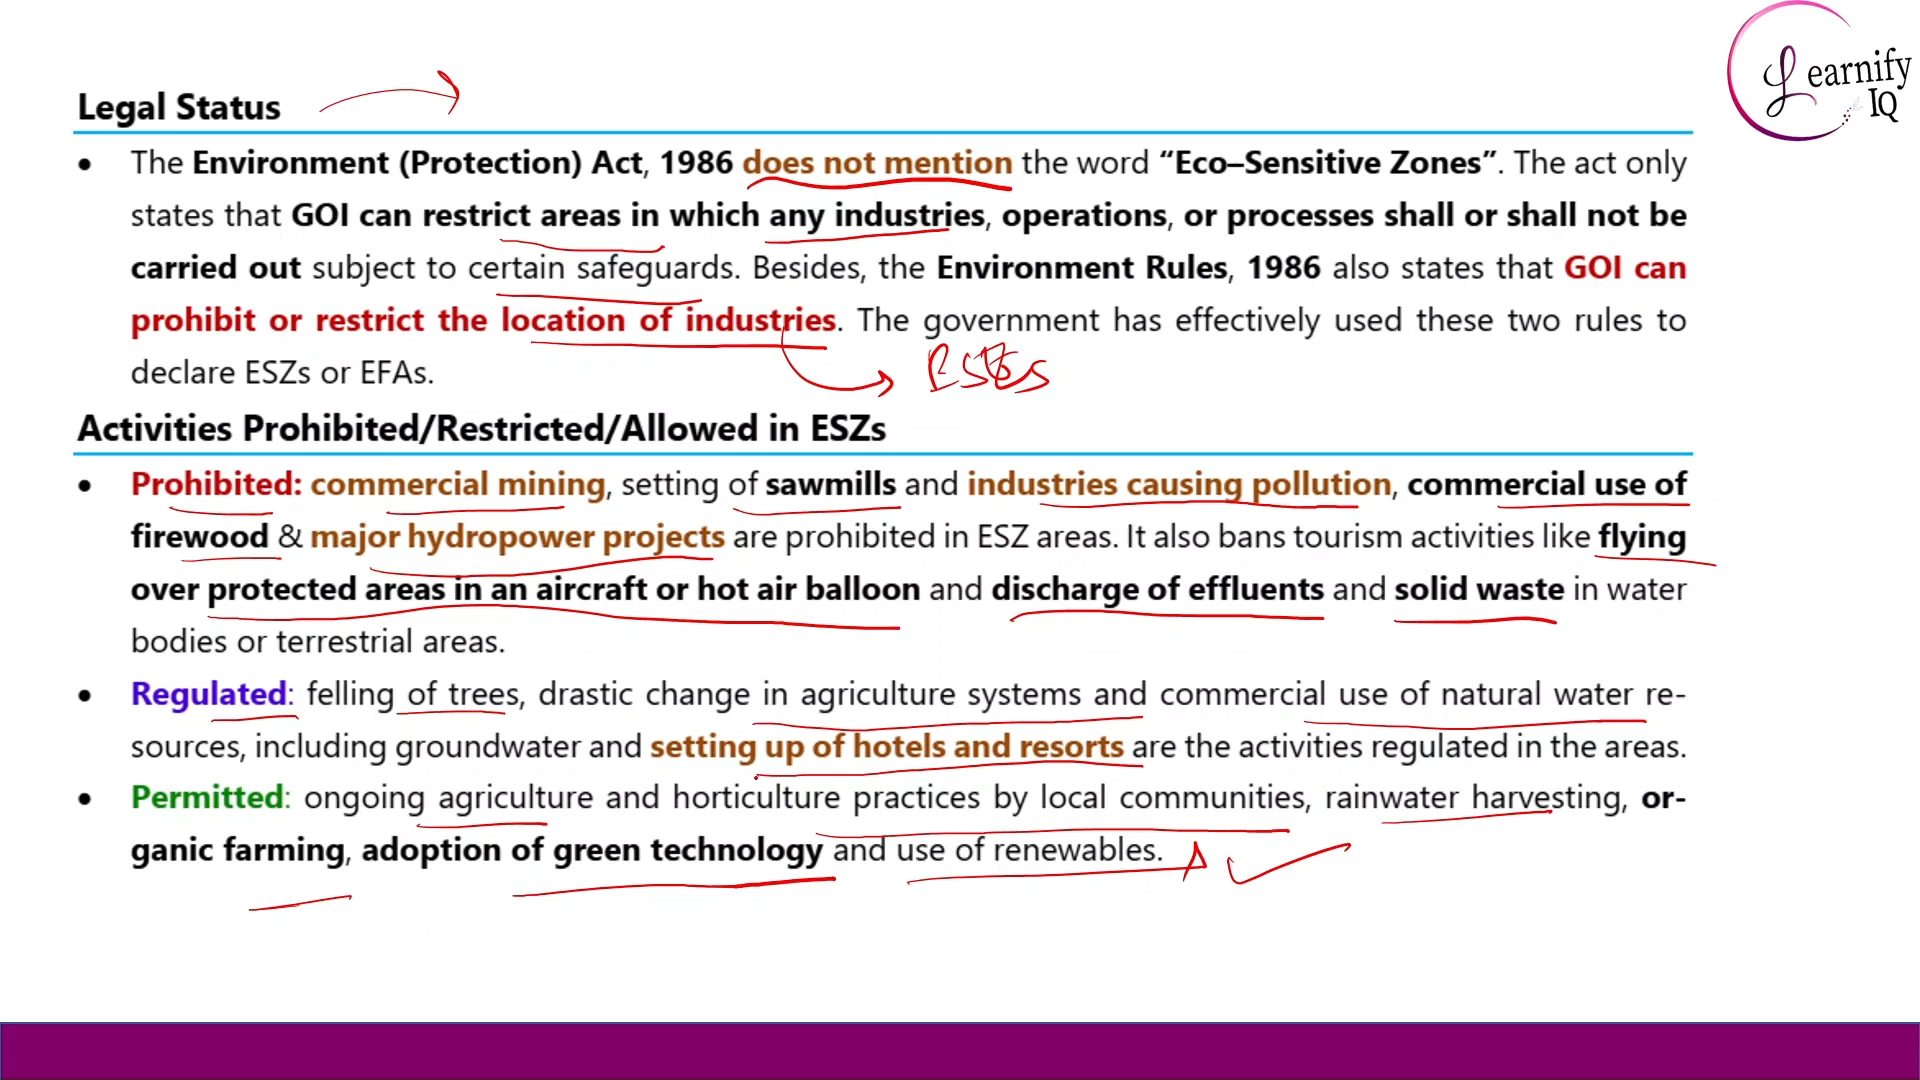 Learnify
IQ
Legal Status
• The Environment (Protection) Act, 1986 does not mention the word “Eco–Sensitive Zones”. The act only
states that GOI can restrict areas in which any industries, operations, or processes shall or shall not be
carried out subject to certain safeguards. Besides, the Environment Rules, 1986 also states that GOI can
prohibit or restrict the location of industries. The government has effectively used these two rules to
declare ESZs or EFAs.
ESZs
Activities Prohibited/Restricted/Allowed in ESZs
• Prohibited: commercial mining, setting of sawmills and industries causing pollution, commercial use of
firewood & major hydropower projects are prohibited in ESZ areas. It also bans tourism activities like flying
over protected areas in an aircraft or hot air balloon and discharge of effluents and solid waste in water
bodies or terrestrial areas.
• Regulated: felling of trees, drastic change in agriculture systems and commercial use of natural water re-
sources, including groundwater and setting up of hotels and resorts are the activities regulated in the areas.
• Permitted: ongoing agriculture and horticulture practices by local communities, rainwater harvesting, or-
ganic farming, adoption of green technology and use of renewables.